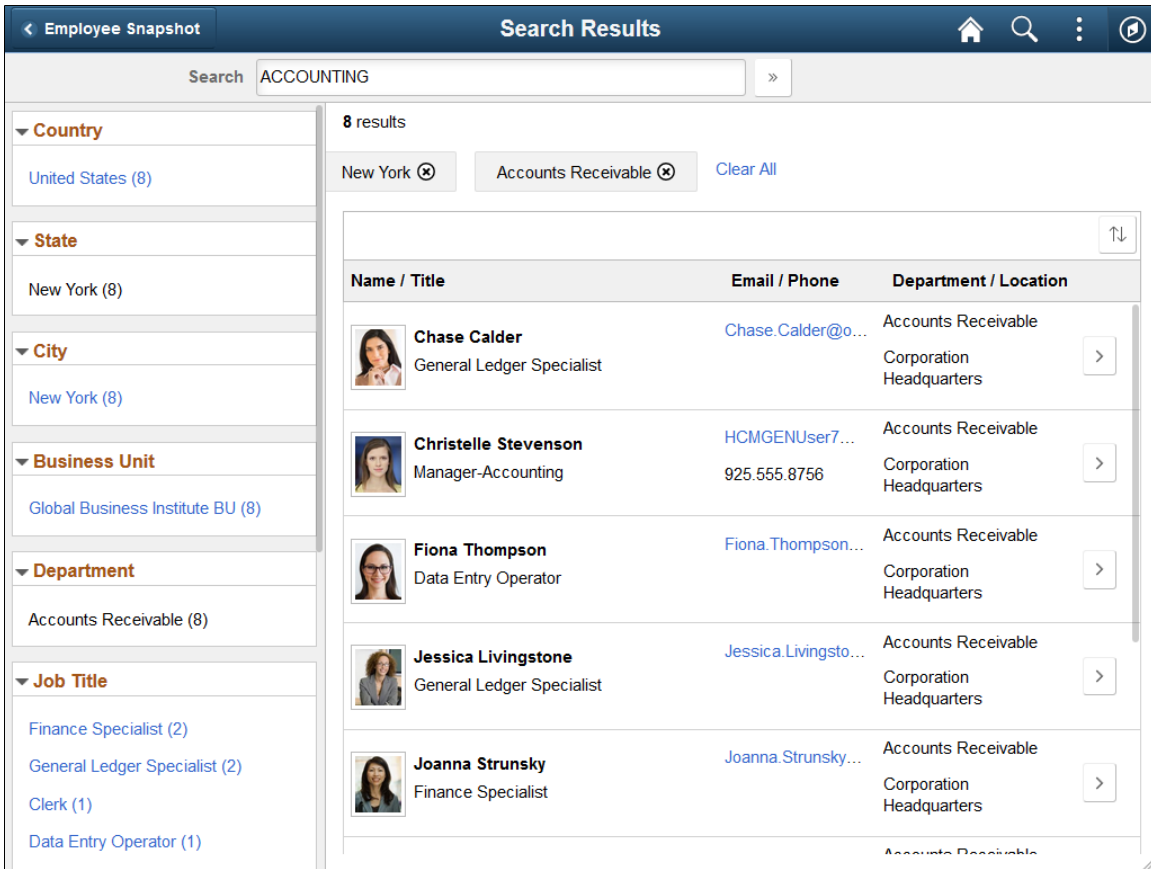 Employee Snapshot
Search Results
Search
ACCOUNTING
»
Country
United States (8)
State
New York (8)
City
New York (8)
Business Unit
Global Business Institute BU (8)
Department
Accounts Receivable (8)
Job Title
Finance Specialist (2)
General Ledger Specialist (2)
Clerk (1)
Data Entry Operator (1)
8 results
New York
Accounts Receivable
Clear All
Name / Title
Email / Phone
Department / Location
Chase Calder
General Ledger Specialist
Chase.Calder@o...
Accounts Receivable
Corporation
Headquarters
Christelle Stevenson
Manager-Accounting
HCMGENUser7...
925.555.8756
Accounts Receivable
Corporation
Headquarters
Fiona Thompson
Data Entry Operator
Fiona.Thompson...
Accounts Receivable
Corporation
Headquarters
Jessica Livingstone
General Ledger Specialist
Jessica.Livingsto...
Accounts Receivable
Corporation
Headquarters
Joanna Strunsky
Finance Specialist
Joanna.Strunsky...
Accounts Receivable
Corporation
Headquarters
Accounts Receivable